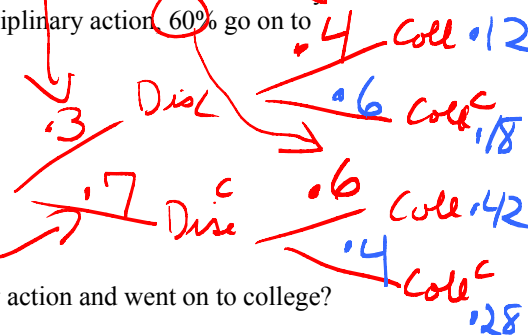 iplinary action, 60% go on to
.4 Coll .12
Disc
.3
.6 Coll^c .18
.7
.6
Disc^c
Coll .42
.4
Coll^c
action and went on to college?
.28